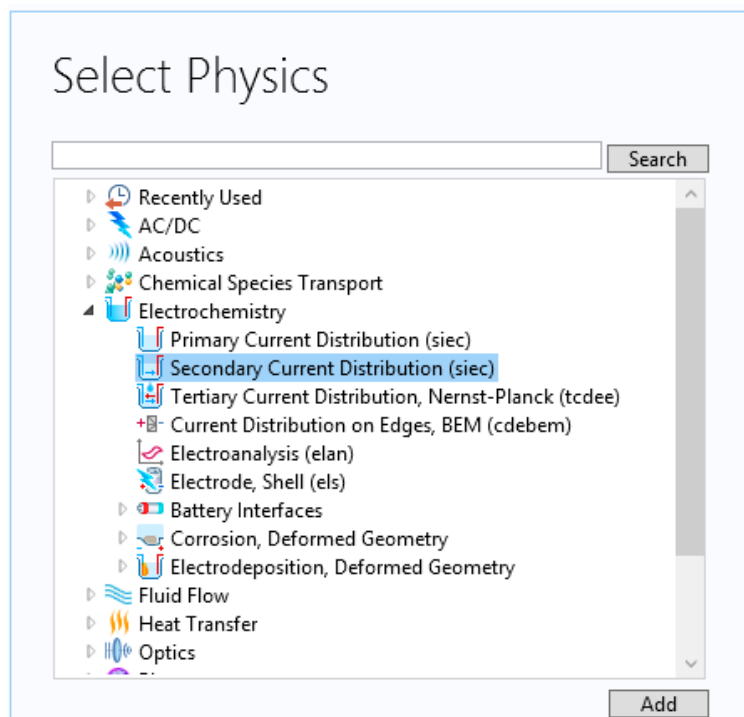 Select Physics
Search
Recently Used
AC/DC
Acoustics
Chemical Species Transport
Electrochemistry
Primary Current Distribution (siec)
Secondary Current Distribution (siec)
Tertiary Current Distribution, Nernst-Planck (tcdee)
Current Distribution on Edges, BEM (cdebem)
Electroanalysis (elan)
Electrode, Shell (els)
Battery Interfaces
Corrosion, Deformed Geometry
Electrodeposition, Deformed Geometry
Fluid Flow
Heat Transfer
Optics
Add